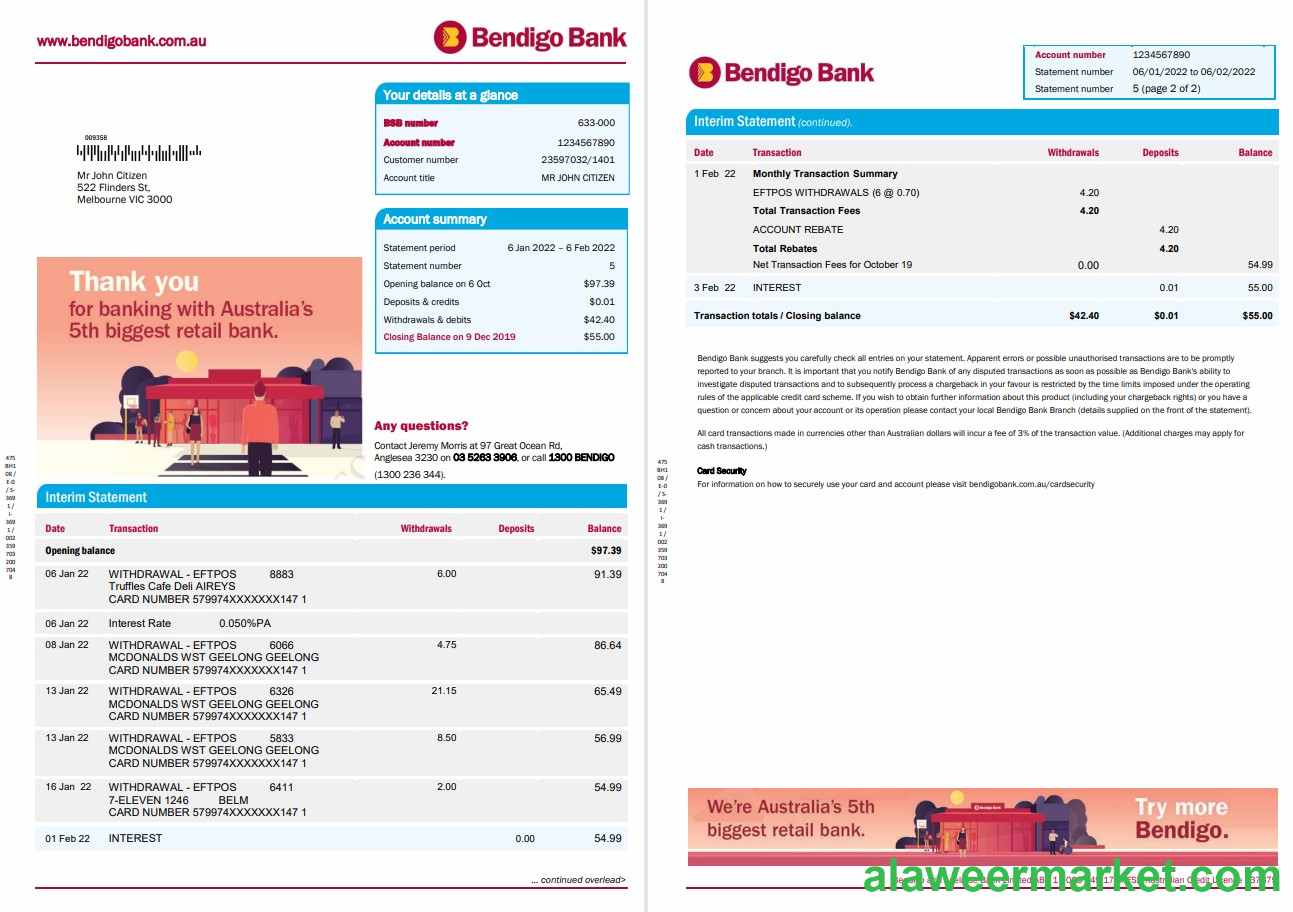 www.bendigobank.com.au
Bendigo Bank
009358
Mr John Citizen
522 Flinders St,
Melbourne VIC 3000
Your details at a glance
BSB number 633-000
Account number 1234567890
Customer number 23597032/1401
Account title MR JOHN CITIZEN
Account summary
Statement period 6 Jan 2022 – 6 Feb 2022
Statement number 5
Opening balance on 6 Oct $97.39
Deposits & credits $0.01
Withdrawals & debits $42.40
Closing Balance on 9 Dec 2019 $55.00
Thank you
for banking with Australia's
5th biggest retail bank.
Any questions?
Contact Jeremy Morris at 97 Great Ocean Rd,
Anglesea 3230 on 03 5263 3906, or call 1300 BENDIGO
(1300 236 344).
475
BH1
08 /
E-0
/ S-
369
1 /
I-
369
1 /
002
359
703
200
704
8
Interim Statement
Date Transaction Withdrawals Deposits Balance
Opening balance $97.39
06 Jan 22 WITHDRAWAL - EFTPOS 8883 6.00 91.39
Truffles Cafe Deli AIREYS
CARD NUMBER 579974XXXXXXX147 1
06 Jan 22 Interest Rate 0.050%PA
08 Jan 22 WITHDRAWAL - EFTPOS 6066 4.75 86.64
MCDONALDS WST GEELONG GEELONG
CARD NUMBER 579974XXXXXXX147 1
13 Jan 22 WITHDRAWAL - EFTPOS 6326 21.15 65.49
MCDONALDS WST GEELONG GEELONG
CARD NUMBER 579974XXXXXXX147 1
13 Jan 22 WITHDRAWAL - EFTPOS 5833 8.50 56.99
MCDONALDS WST GEELONG GEELONG
CARD NUMBER 579974XXXXXXX147 1
16 Jan 22 WITHDRAWAL - EFTPOS 6411 2.00 54.99
7-ELEVEN 1246 BELM
CARD NUMBER 579974XXXXXXX147 1
01 Feb 22 INTEREST 0.00 54.99
... continued overleaf>
Bendigo Bank
Account number 1234567890
Statement number 06/01/2022 to 06/02/2022
Statement number 5 (page 2 of 2)
Interim Statement (continued).
Date Transaction Withdrawals Deposits Balance
1 Feb 22 Monthly Transaction Summary
EFTPOS WITHDRAWALS (6 @ 0.70) 4.20
Total Transaction Fees 4.20
ACCOUNT REBATE 4.20
Total Rebates 4.20
Net Transaction Fees for October 19 0.00 54.99
3 Feb 22 INTEREST 0.01 55.00
Transaction totals / Closing balance $42.40 $0.01 $55.00
Bendigo Bank suggests you carefully check all entries on your statement. Apparent errors or possible unauthorised transactions are to be promptly
reported to your branch. It is important that you notify Bendigo Bank of any disputed transactions as soon as possible as Bendigo Bank's ability to
investigate disputed transactions and to subsequently process a chargeback in your favour is restricted by the time limits imposed under the operating
rules of the applicable credit card scheme. If you wish to obtain further information about this product (including your chargeback rights) or you have a
question or concern about your account or its operation please contact your local Bendigo Bank Branch (details supplied on the front of the statement).
All card transactions made in currencies other than Australian dollars will incur a fee of 3% of the transaction value. (Additional charges may apply for
cash transactions.)
Card Security
For information on how to securely use your card and account please visit bendigobank.com.au/cardsecurity
475
BH1
08 /
E-0
/ S-
369
1 /
I-
369
1 /
002
359
703
200
704
8
We're Australia's 5th
biggest retail bank.
Bendigo Bank
Try more
Bendigo.
alaweermarket.com